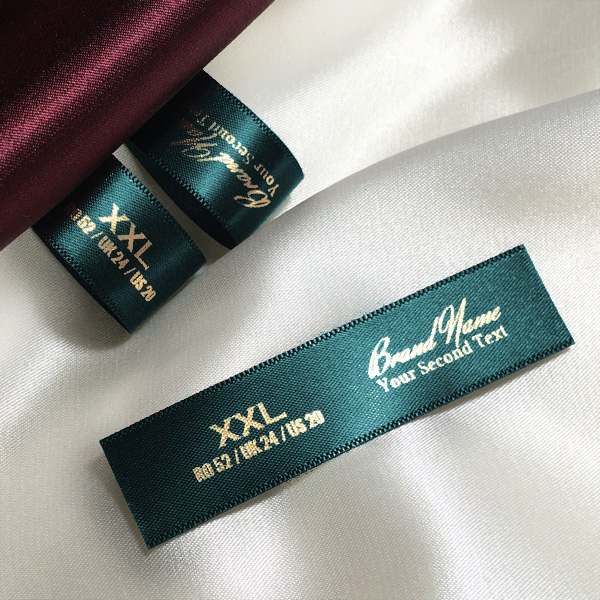 Brand Name
Your Second T
XXL
RO 52 / UK 24 / US 20
Brand Name
Your Second Text
XXL
RO 52 / UK 24 / US 20